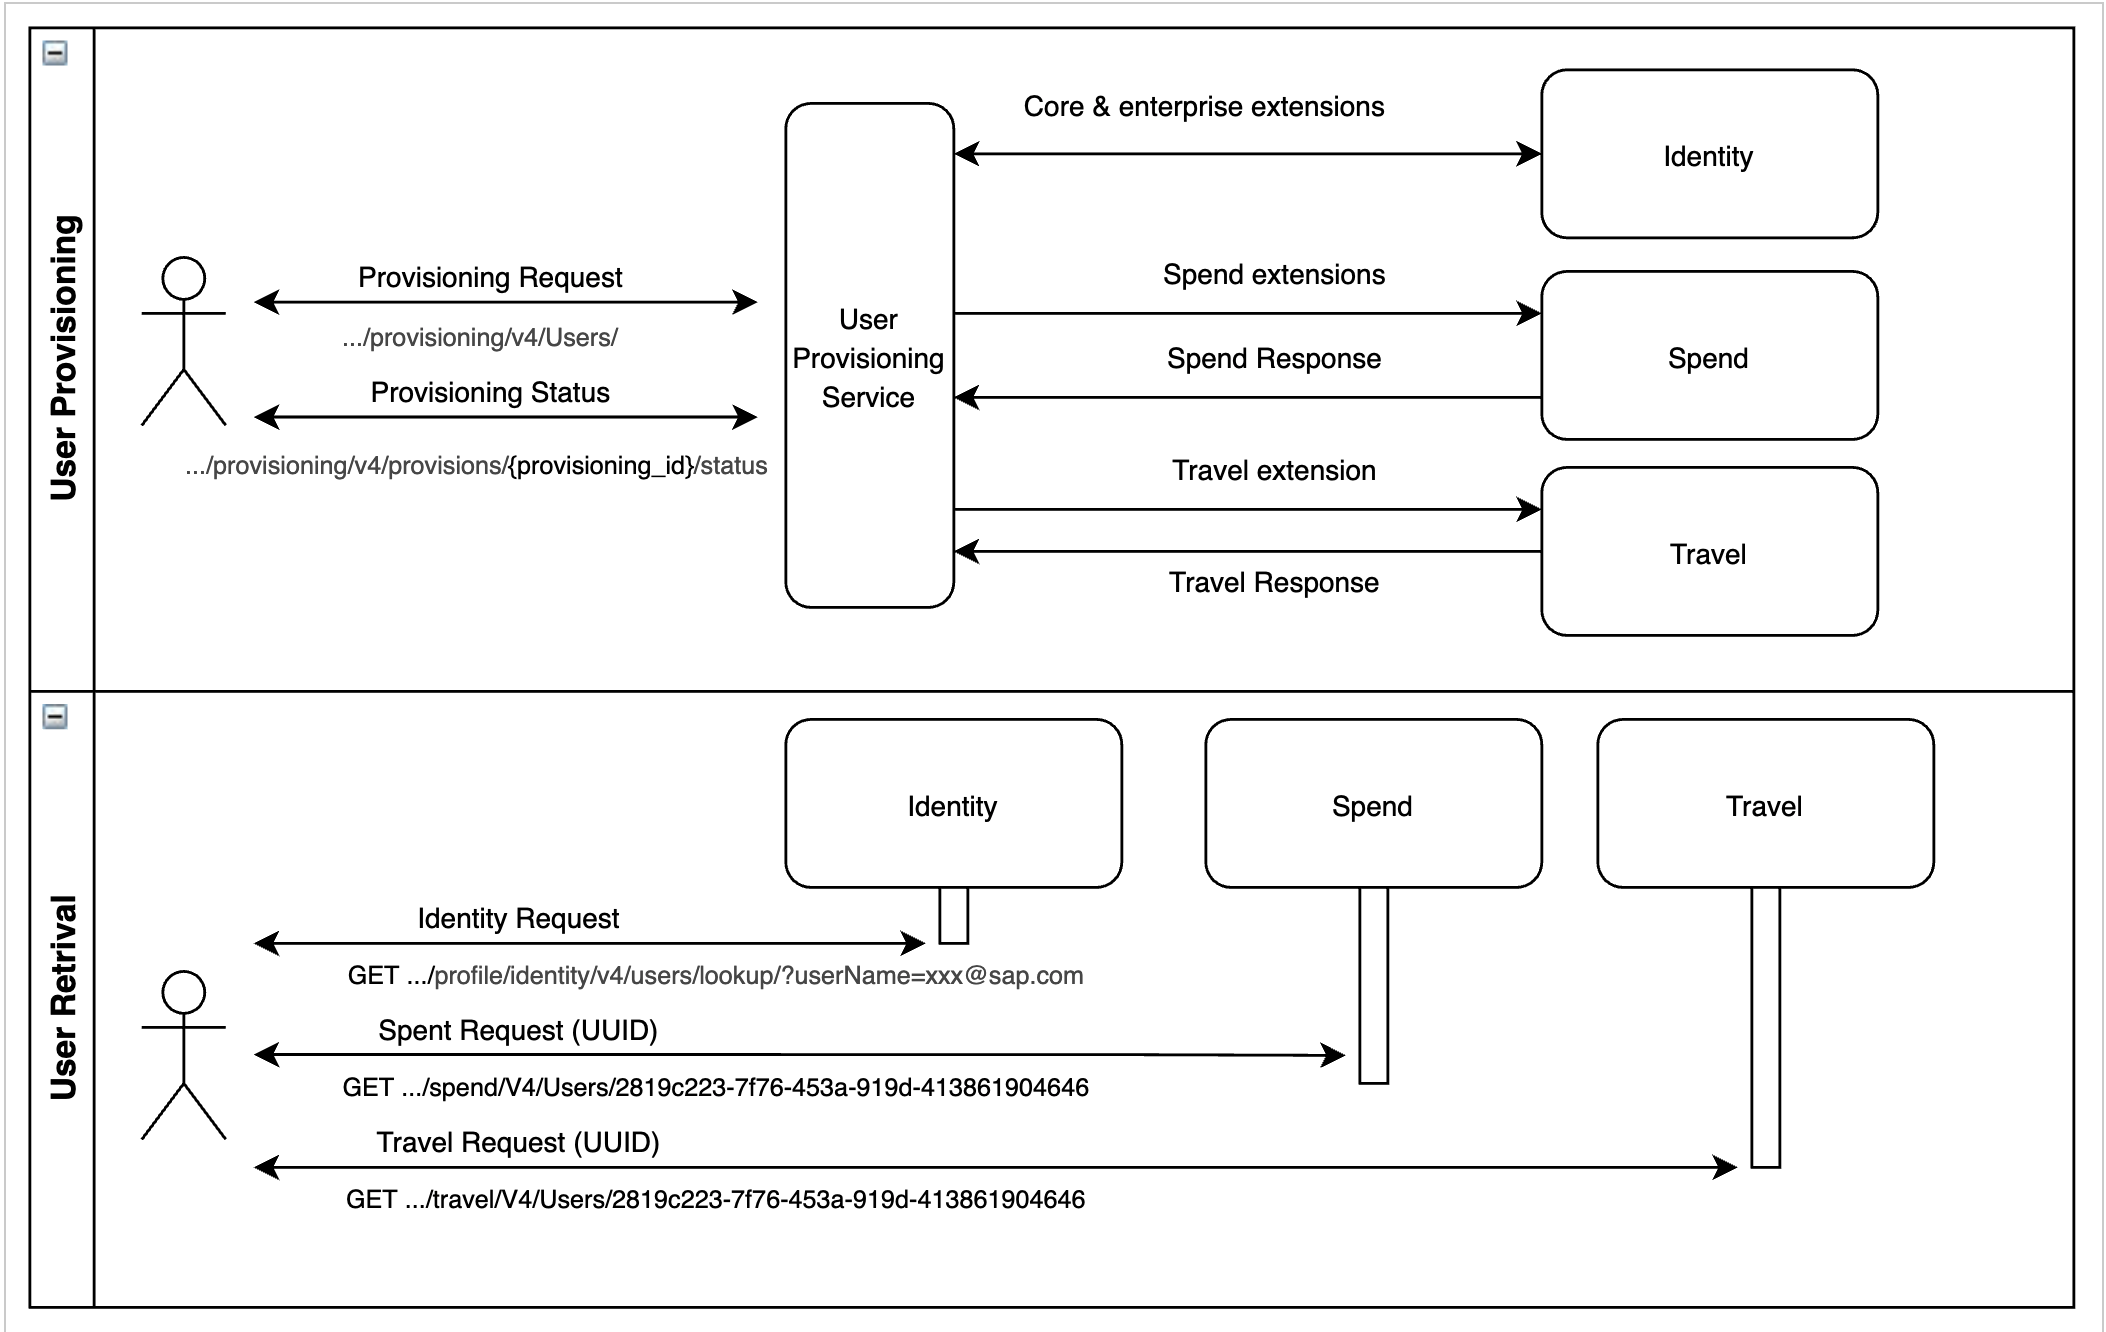 User Provisioning
Core & enterprise extensions
Identity
Provisioning Request
.../provisioning/v4/Users/
Provisioning Status
.../provisioning/v4/provisions/{provisioning_id}/status
User
Provisioning
Service
Spend extensions
Spend Response
Spend
Travel extension
Travel Response
Travel
User Retrival
Identity
Spend
Travel
Identity Request
GET .../profile/identity/v4/users/lookup/?userName=xxx@sap.com
Spent Request (UUID)
GET .../spend/V4/Users/2819c223-7f76-453a-919d-413861904646
Travel Request (UUID)
GET .../travel/V4/Users/2819c223-7f76-453a-919d-413861904646